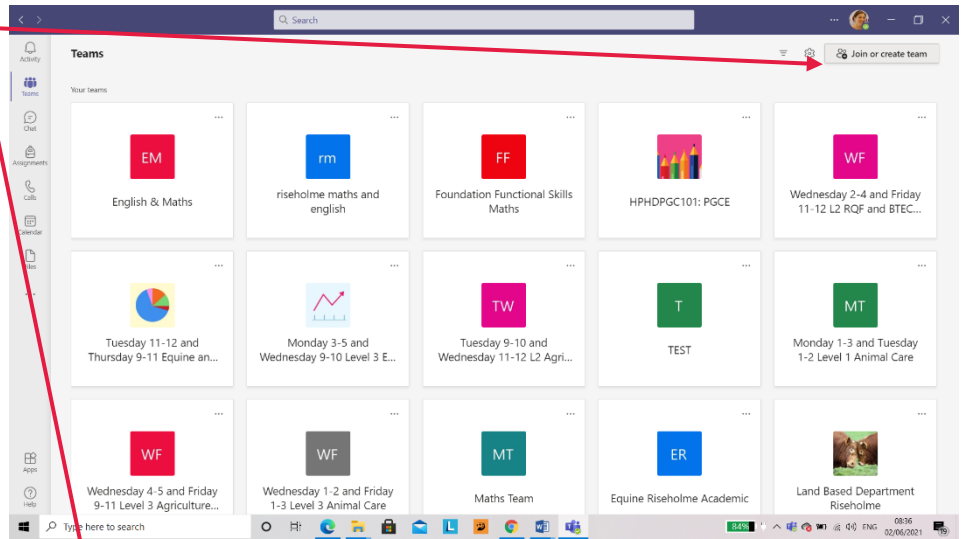 Search
Activity
Teams
Join or create team
Teams
Your teams
Chat
Assignments
Calls
Calendar
Files
EM
English & Maths
rm
riseholme maths and
english
FF
Foundation Functional Skills
Maths
HPHDPGC101: PGCE
WF
Wednesday 2-4 and Friday
11-12 L2 RQF and BTEC...
Tuesday 11-12 and
Thursday 9-11 Equine an...
Monday 3-5 and
Wednesday 9-10 Level 3 E...
TW
Tuesday 9-10 and
Wednesday 11-12 L2 Agri...
T
TEST
MT
Monday 1-3 and Tuesday
1-2 Level 1 Animal Care
WF
Wednesday 4-5 and Friday
9-11 Level 3 Agriculture...
WF
Wednesday 1-2 and Friday
1-3 Level 3 Animal Care
MT
Maths Team
ER
Equine Riseholme Academic
Land Based Department
Riseholme
Apps
Help
Type here to search
84%
ENG
08:36
02/06/2021